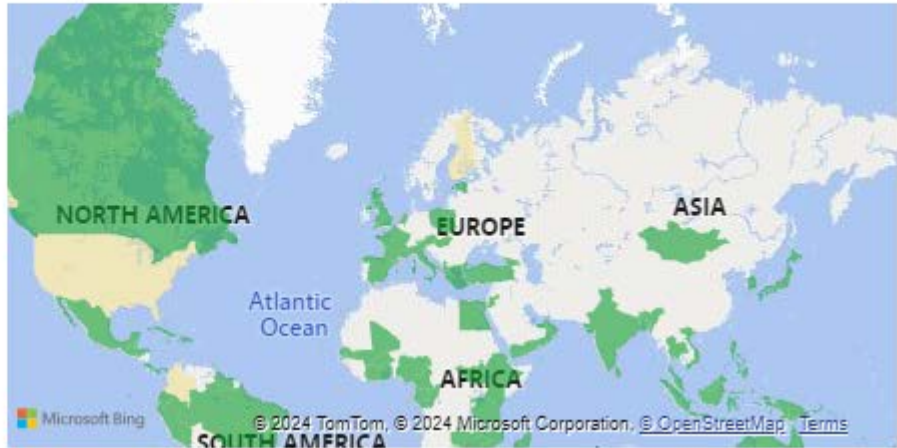 NORTH AMERICA
EUROPE
ASIA
Atlantic
Ocean
AFRICA
Microsoft Bing
© 2024 TomTom, © 2024 Microsoft Corporation, © OpenStreetMap Terms
SOUTH AMERICA